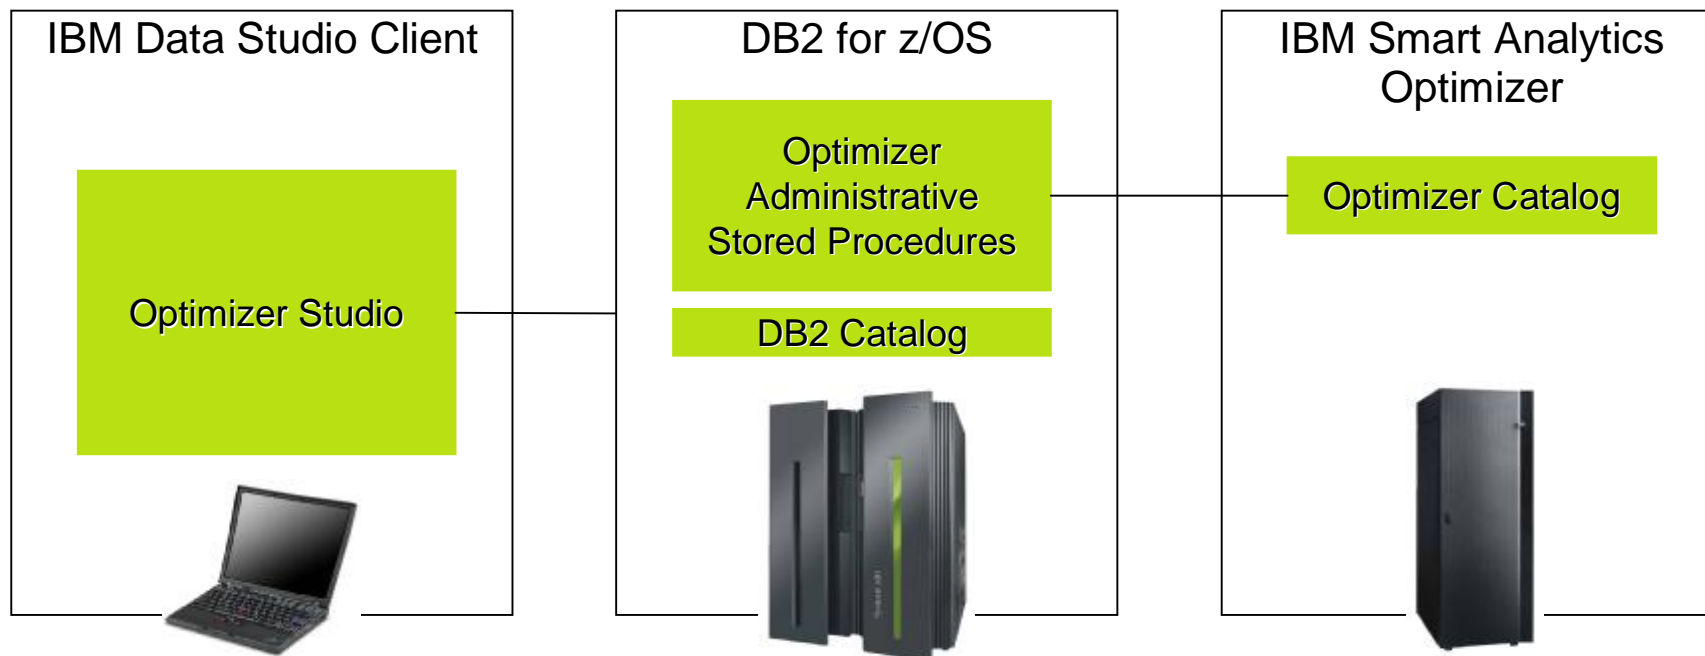 IBM Data Studio Client
Optimizer Studio
DB2 for z/OS
Optimizer
Administrative
Stored Procedures
DB2 Catalog
IBM Smart Analytics
Optimizer
Optimizer Catalog